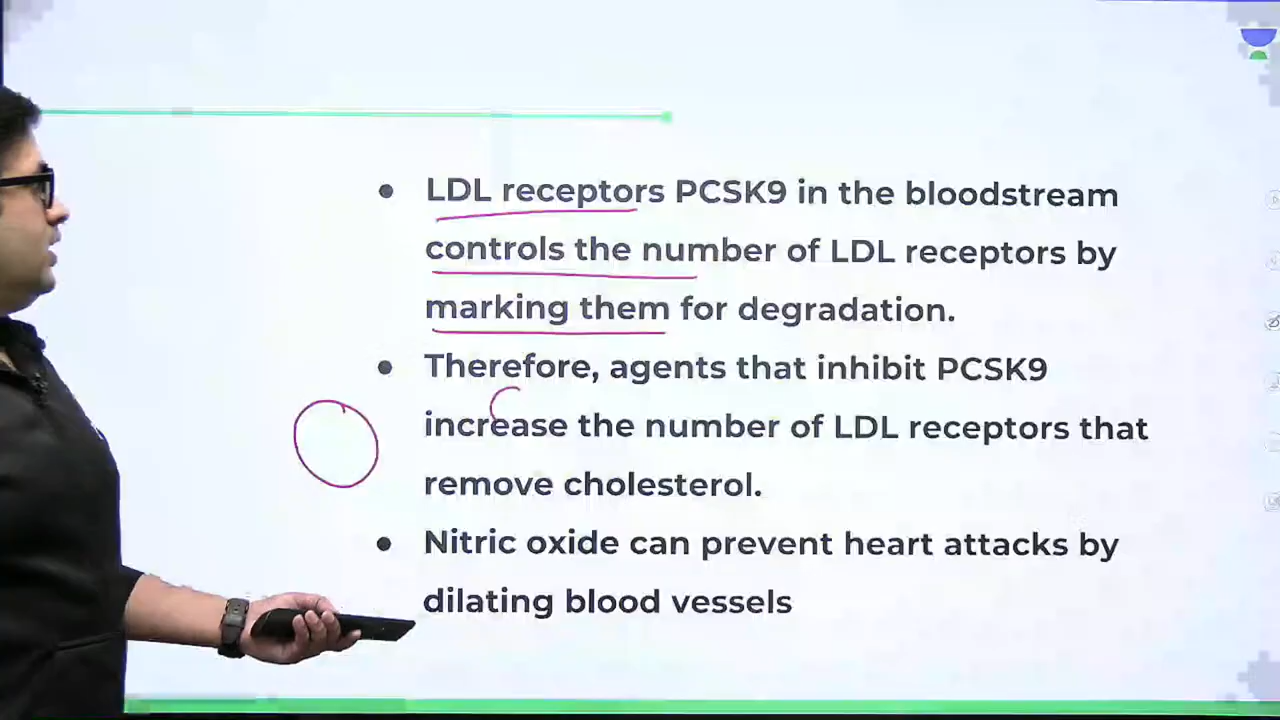 ● LDL receptors PCSK9 in the bloodstream
controls the number of LDL receptors by
marking them for degradation.
● Therefore, agents that inhibit PCSK9
increase the number of LDL receptors that
remove cholesterol.
● Nitric oxide can prevent heart attacks by
dilating blood vessels